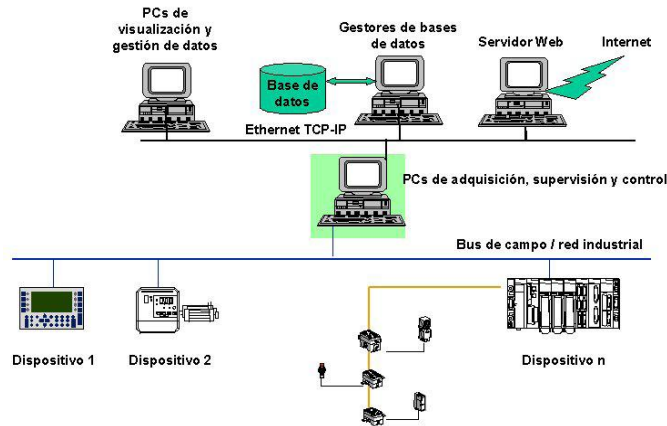 PCs de
visualización y
gestión de datos
Gestores de bases
de datos
Servidor Web
Internet
Base de
datos
Ethernet TCP-IP
PCs de adquisición, supervisión y control
Bus de campo / red industrial
Dispositivo 1
Dispositivo 2
Dispositivo n